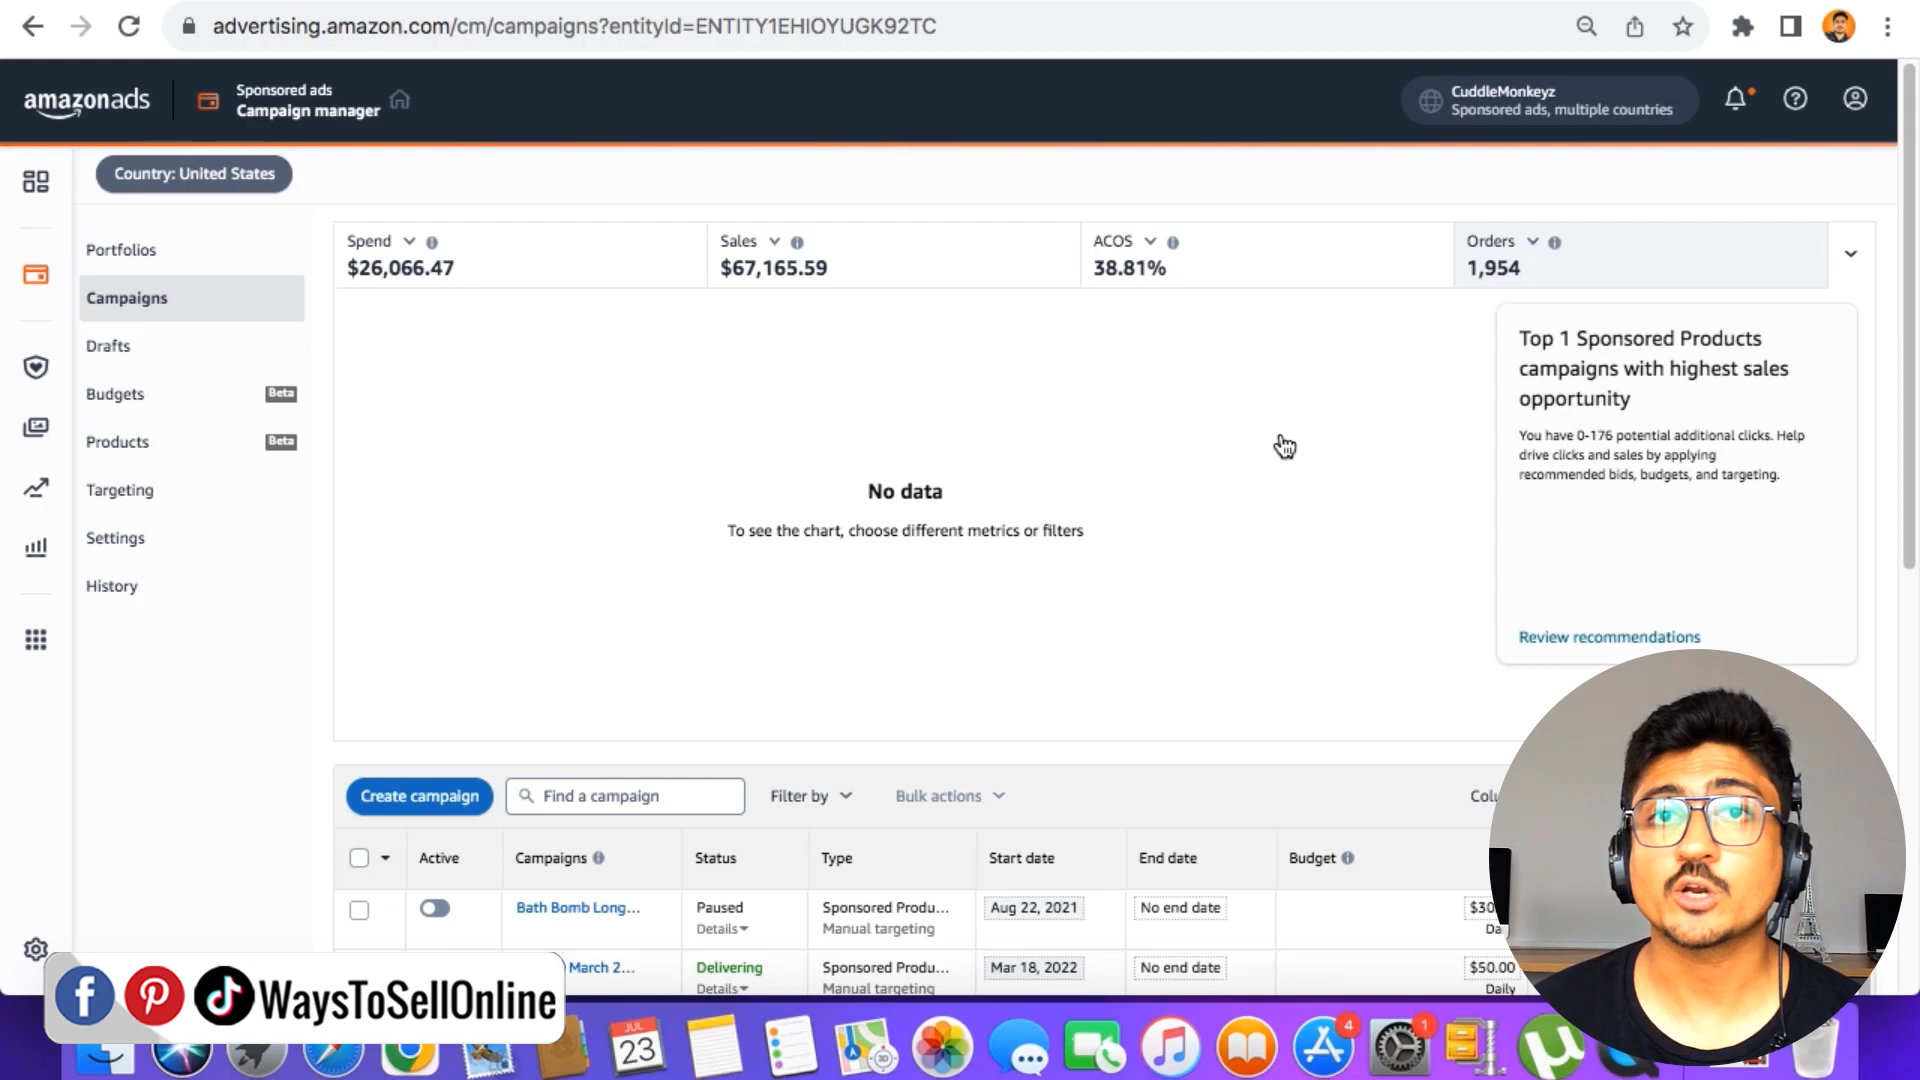 advertising.amazon.com/cm/campaigns?entityId=ENTITY1EHIOYUGK92TC
amazonads
Sponsored ads
Campaign manager
CuddleMonkeyz
Sponsored ads, multiple countries
Country: United States
Portfolios
Campaigns
Drafts
Budgets Beta
Products Beta
Targeting
Settings
History
Spend
$26,066.47
Sales
$67,165.59
ACOS
38.81%
Orders
1,954
No data
To see the chart, choose different metrics or filters
Top 1 Sponsored Products
campaigns with highest sales
opportunity
You have 0-176 potential additional clicks. Help
drive clicks and sales by applying
recommended bids, budgets, and targeting.
Review recommendations
Create campaign
Find a campaign
Filter by
Bulk actions
Active
Campaigns
Status
Type
Start date
End date
Budget
Bath Bomb Long...
Paused
Details
Sponsored Produ...
Manual targeting
Aug 22, 2021
No end date
March 2...
Delivering
Details
Sponsored Produ...
Manual targeting
Mar 18, 2022
No end date
$50.00
Daily
WaysToSellOnline
JUL
23
3D
4
1